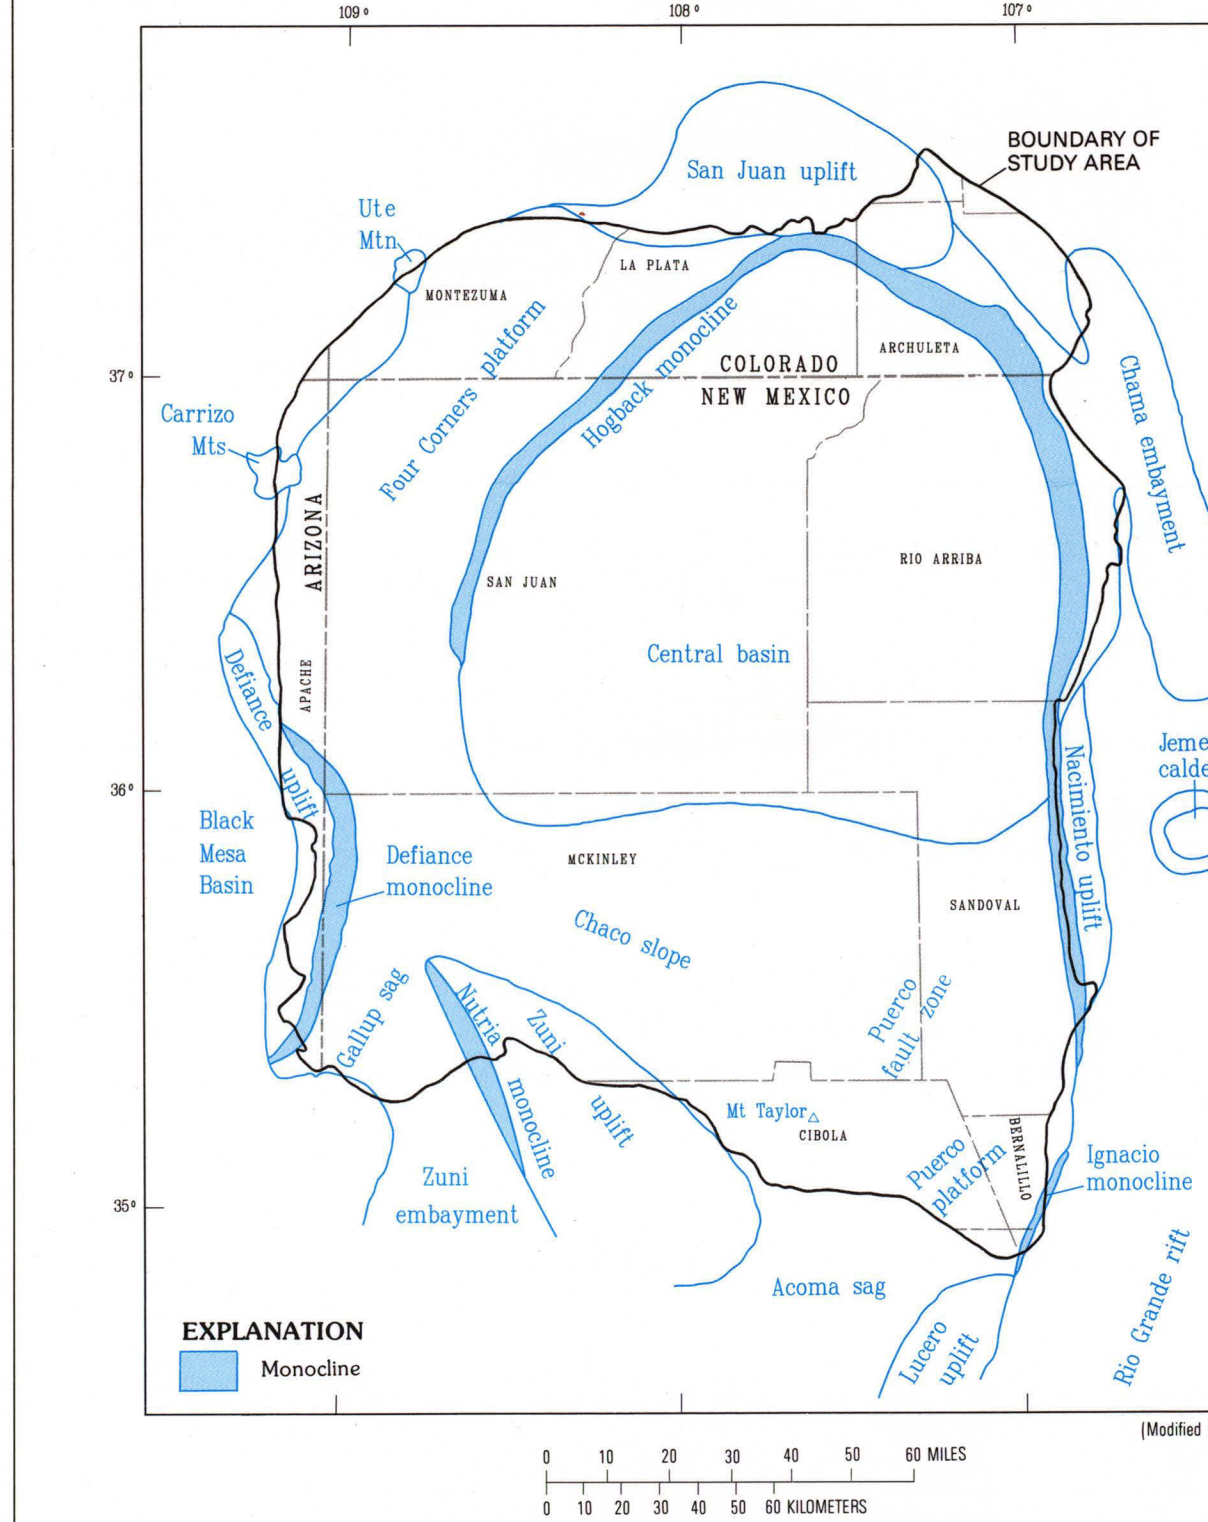 109°
108°
107°
BOUNDARY OF
STUDY AREA
San Juan uplift
Ute
Mtn
LA PLATA
MONTEZUMA
Four Corners platform
Hogback monocline
ARCHULETA
COLORADO
37°
NEW MEXICO
Chama embayment
Carrizo
Mts
ARIZONA
RIO ARRIBA
SAN JUAN
Central basin
APACHE
Defiance
uplift
Jeme
calde
36°
Nacimiento uplift
Black
Mesa
Basin
Defiance
monocline
MCKINLEY
SANDOVAL
Chaco slope
Gallup sag
Nutria
monocline
Zuni
uplift
Puerco
fault zone
Mt Taylor
CIBOLA
BERNALILLO
Puerco
platform
Ignacio
monocline
Zuni
embayment
35°
Acoma sag
Rio Grande rift
Lucero
uplift
EXPLANATION
Monocline
(Modified
0 10 20 30 40 50 60 MILES
0 10 20 30 40 50 60 KILOMETERS